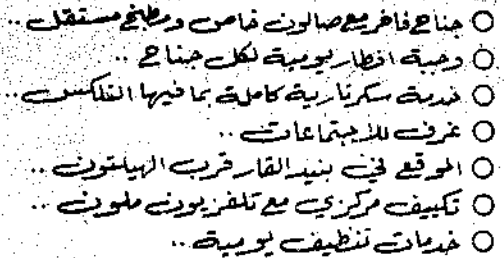 ○ جناح فاخر مع صالون خاص ومطبخ مستقل ..
○ وجبة افطار يومية لكل جناح ..
○ خدمة سكرتارية كاملة بما فيها التلكس ..
○ غرف للاجتماعات ..
○ الموقع في بنيد القار قرب الهيلتون ..
○ تكييف مركزي مع تلفزيون ملون ..
○ خدمات تنظيف يومية ..